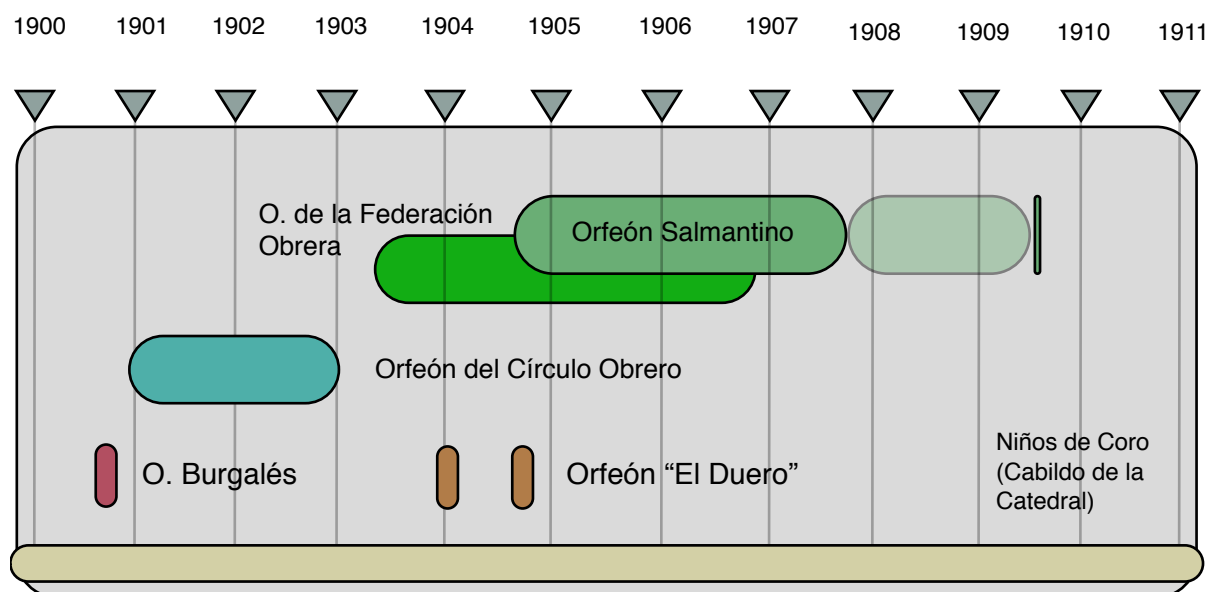 1900 1901 1902 1903 1904 1905 1906 1907 1908 1909 1910 1911
O. de la Federación
Obrera
Orfeón Salmantino
Orfeón del Círculo Obrero
O. Burgalés
Orfeón “El Duero”
Niños de Coro
(Cabildo de la
Catedral)